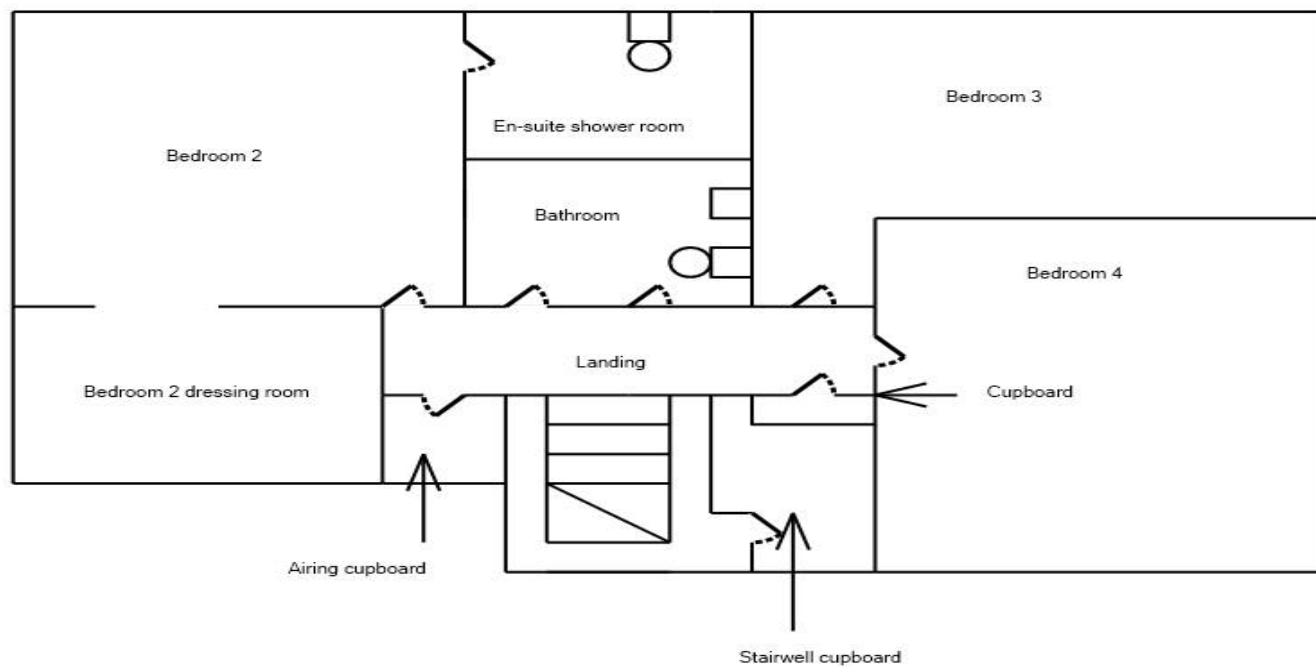 Bedroom 3
En-suite shower room
Bedroom 2
Bathroom
Bedroom 4
Landing
Bedroom 2 dressing room
Cupboard
Airing cupboard
Stairwell cupboard